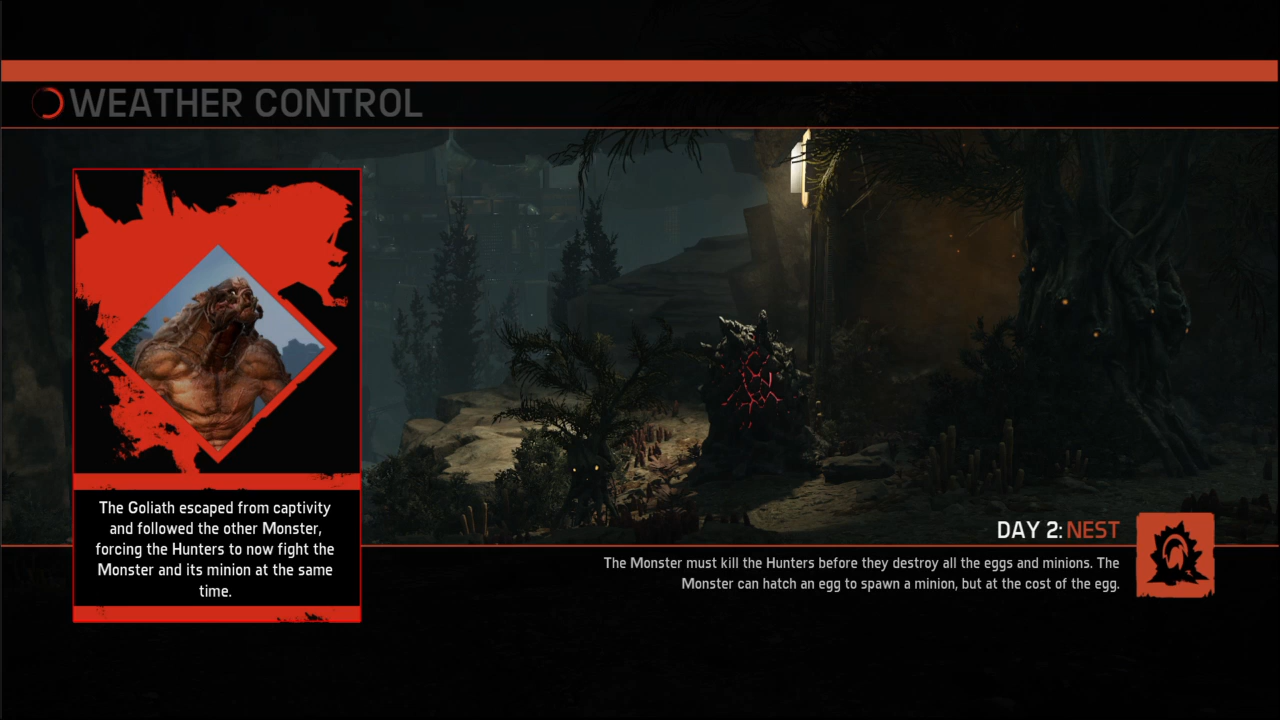 WEATHER CONTROL
The Goliath escaped from captivity
and followed the other Monster,
forcing the Hunters to now fight the
Monster and its minion at the same
time.
DAY 2: NEST
The Monster must kill the Hunters before they destroy all the eggs and minions. The
Monster can hatch an egg to spawn a minion, but at the cost of the egg.